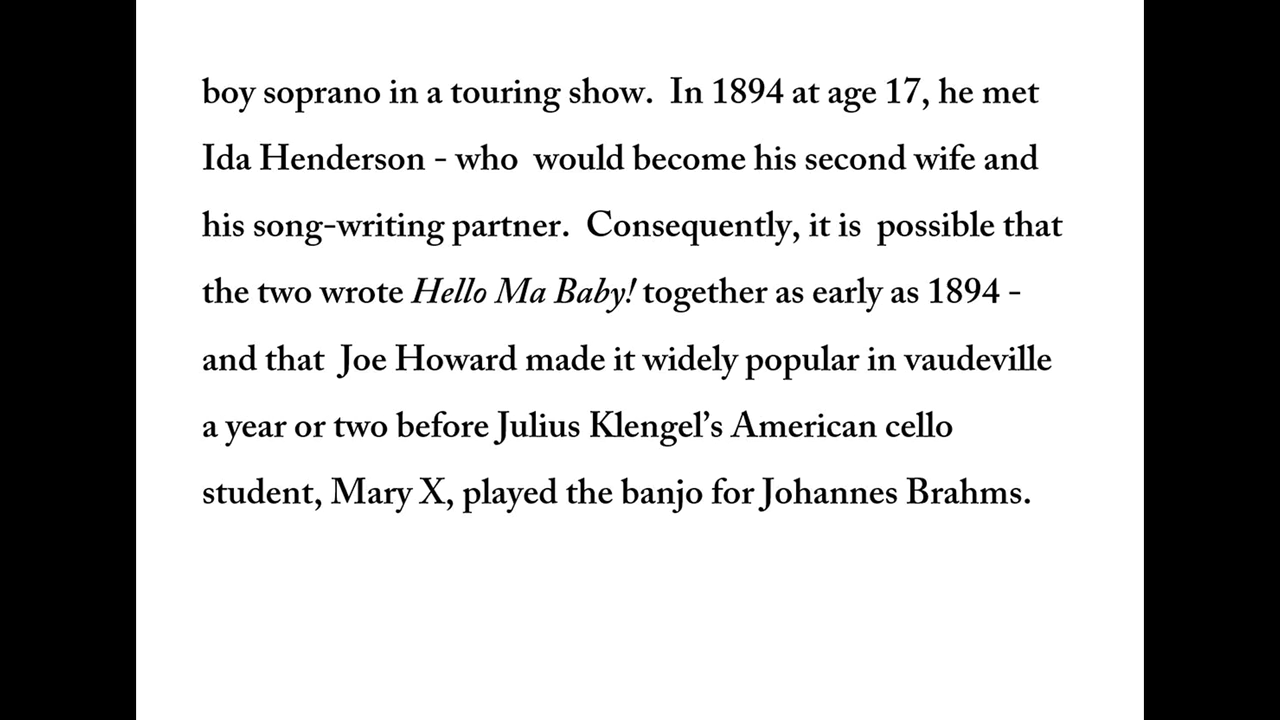 boy soprano in a touring show.  In 1894 at age 17, he met
Ida Henderson - who  would become his second wife and
his song-writing partner.  Consequently, it is  possible that
the two wrote Hello Ma Baby! together as early as 1894 -
and that  Joe Howard made it widely popular in vaudeville
a year or two before Julius Klengel’s American cello
student, Mary X, played the banjo for Johannes Brahms.